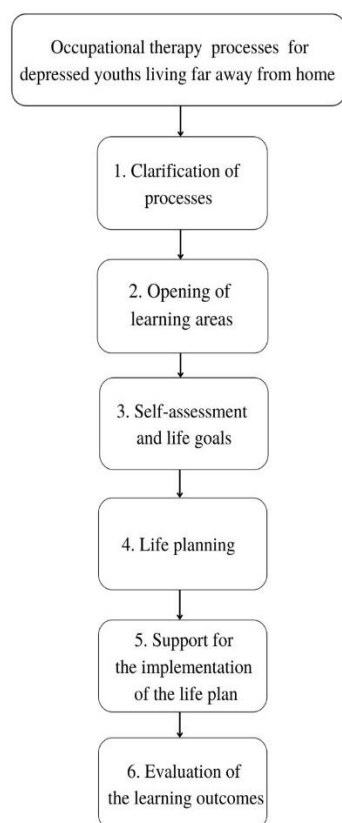 Occupational therapy processes for
depressed youths living far away from home
1. Clarification of
processes
2. Opening of
learning areas
3. Self-assessment
and life goals
4. Life planning
5. Support for
the implementation
of the life plan
6. Evaluation of
the learning outcomes